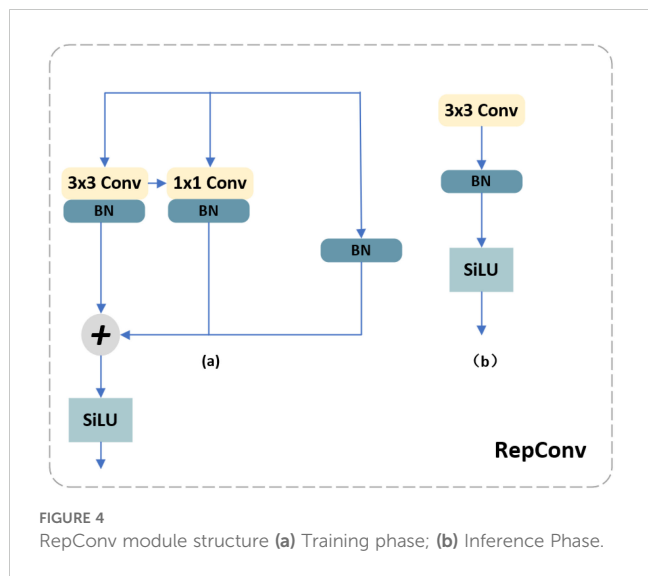 3x3 Conv
1x1 Conv
BN
BN
BN
+
SiLU
(a)
3x3 Conv
BN
SiLU
（b）
RepConv
FIGURE 4
RepConv module structure (a) Training phase; (b) Inference Phase.